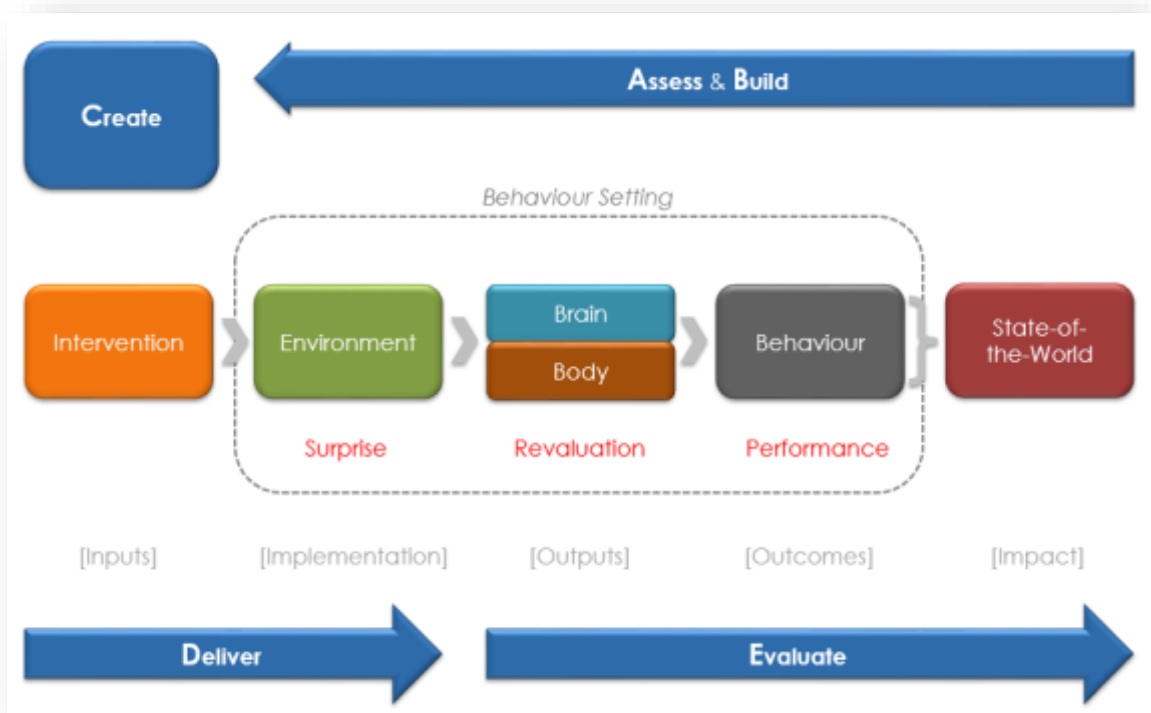 Create
Assess & Build
Behaviour Setting
Intervention
Environment
Brain
Body
Behaviour
State-of-
the-World
Surprise
Revaluation
Performance
[Inputs]
[Implementation]
[Outputs]
[Outcomes]
[Impact]
Deliver
Evaluate